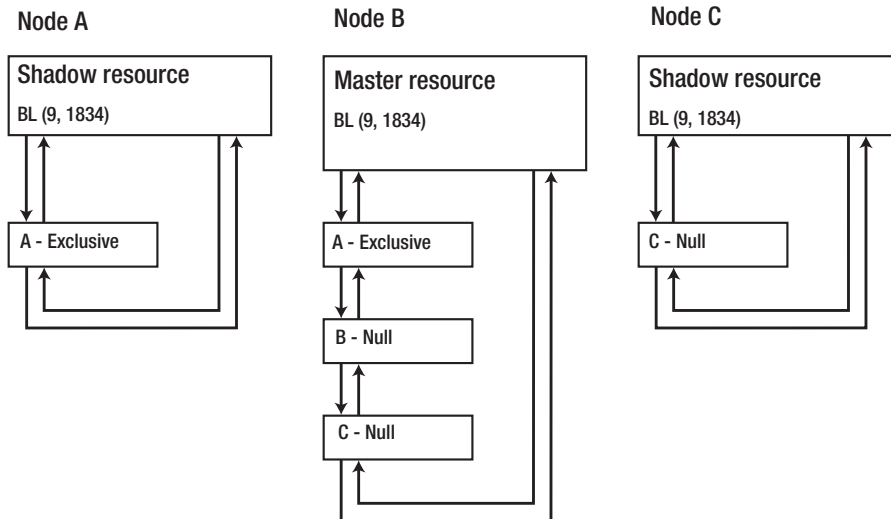 Node A
Shadow resource
BL (9, 1834)
A - Exclusive
Node B
Master resource
BL (9, 1834)
A - Exclusive
B - Null
C - Null
Node C
Shadow resource
BL (9, 1834)
C - Null